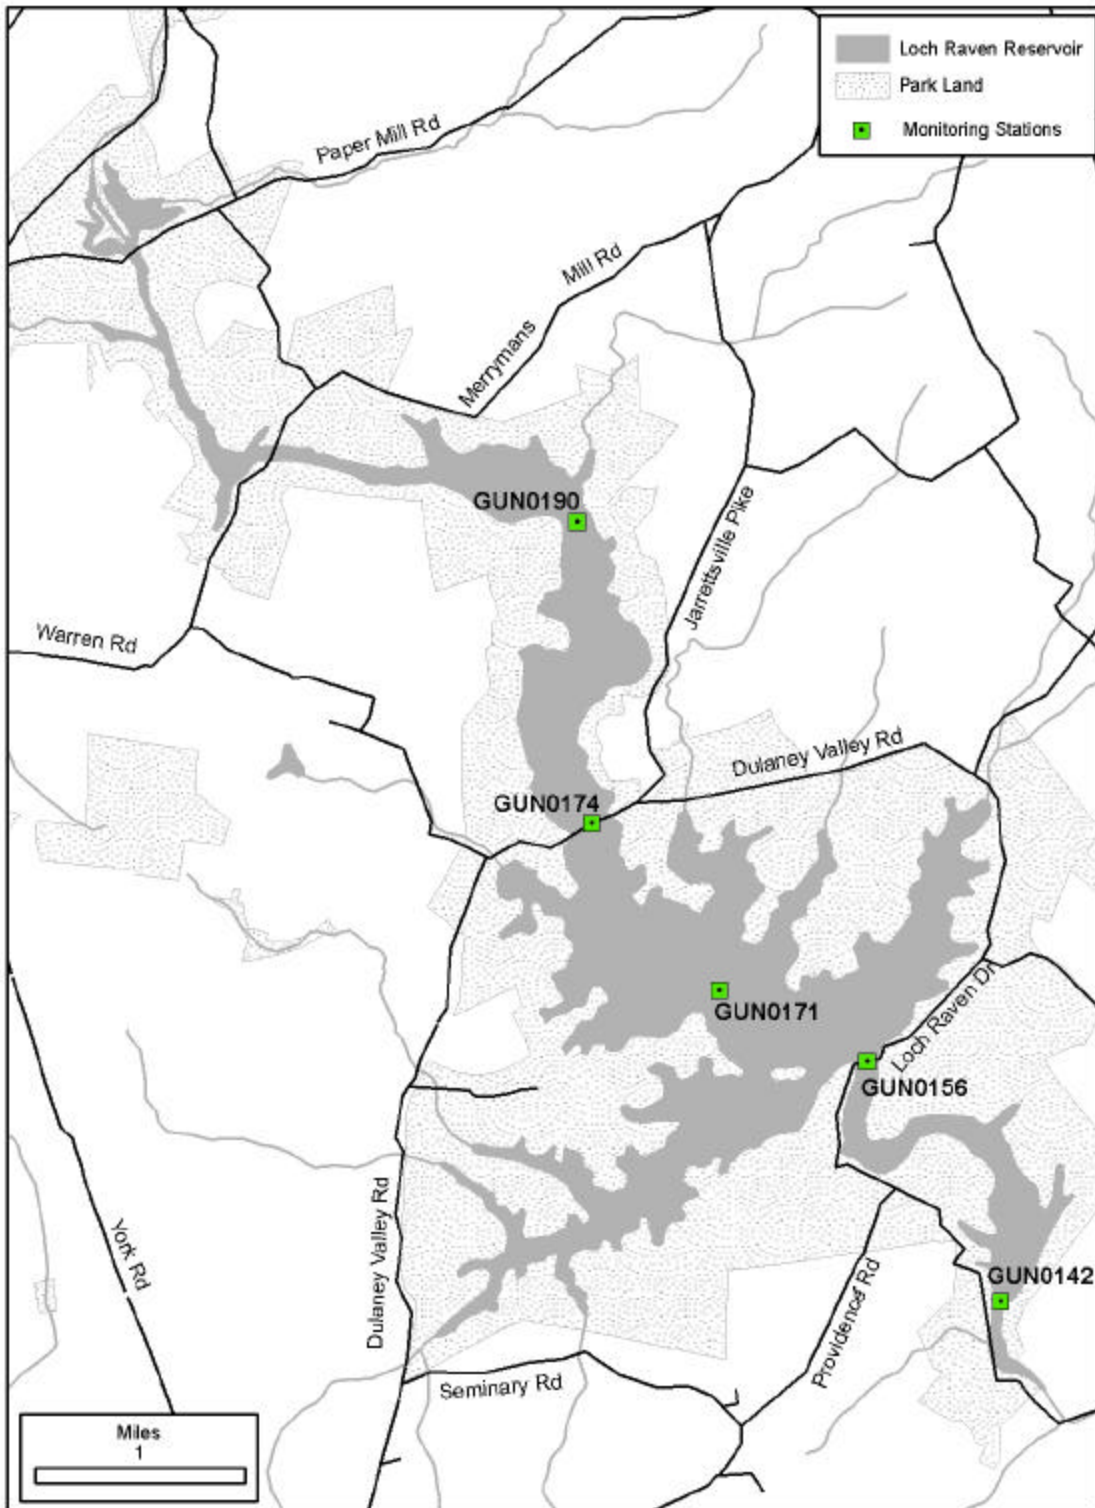 Loch Raven Reservoir
Park Land
Monitoring Stations
Paper Mill Rd
Merrymans Mill Rd
GUN0190
Jarrettsville Pike
Warren Rd
Dulaney Valley Rd
GUN0174
GUN0171
Loch Raven Dr
GUN0156
Dulaney Valley Rd
York Rd
GUN0142
Providence Rd
Seminary Rd
Miles
1